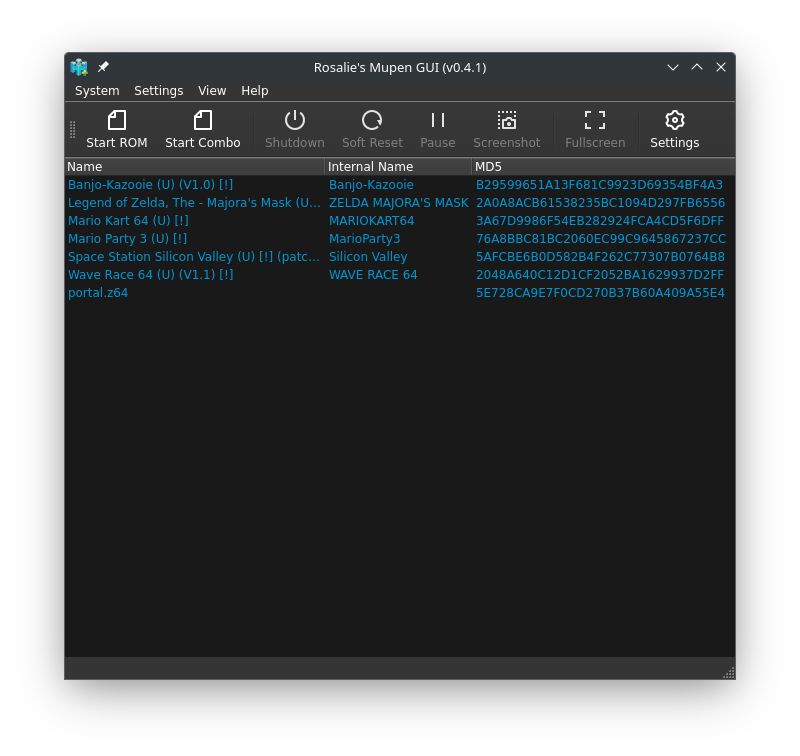 Rosalie's Mupen GUI (v0.4.1)
System Settings View Help
Start ROM Start Combo Shutdown Soft Reset Pause Screenshot Fullscreen Settings
Name Internal Name MD5
Banjo-Kazooie (U) (V1.0) [!] Banjo-Kazooie B29599651A13F681C9923D69354BF4A3
Legend of Zelda, The - Majora's Mask (U... ZELDA MAJORA'S MASK 2A0A8ACB61538235BC1094D297FB6556
Mario Kart 64 (U) [!] MARIOKART64 3A67D9986F54EB282924FCA4CD5F6DFF
Mario Party 3 (U) [!] MarioParty3 76A8BBC81BC2060EC99C9645867237CC
Space Station Silicon Valley (U) [!] (patc... Silicon Valley 5AFCBE6B0D582B4F262C77307B0764B8
Wave Race 64 (U) (V1.1) [!] WAVE RACE 64 2048A640C12D1CF2052BA1629937D2FF
portal.z64 5E728CA9E7F0CD270B37B60A409A55E4